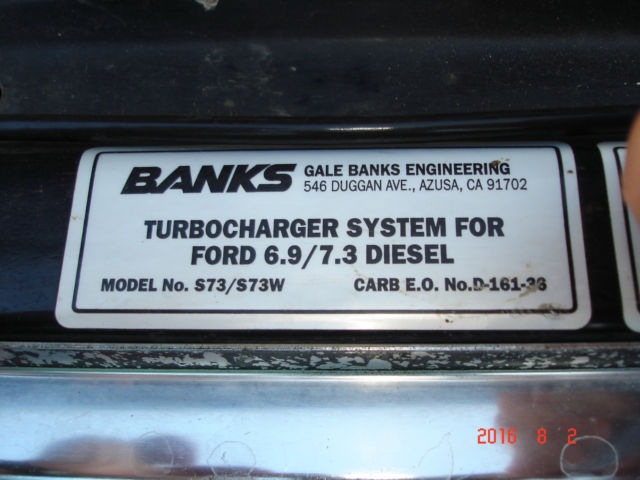 BANKS GALE BANKS ENGINEERING
546 DUGGAN AVE., AZUSA, CA 91702
TURBOCHARGER SYSTEM FOR
FORD 6.9/7.3 DIESEL
MODEL No. S73/S73W CARB E.O. No.D-161-36
2016 8 2